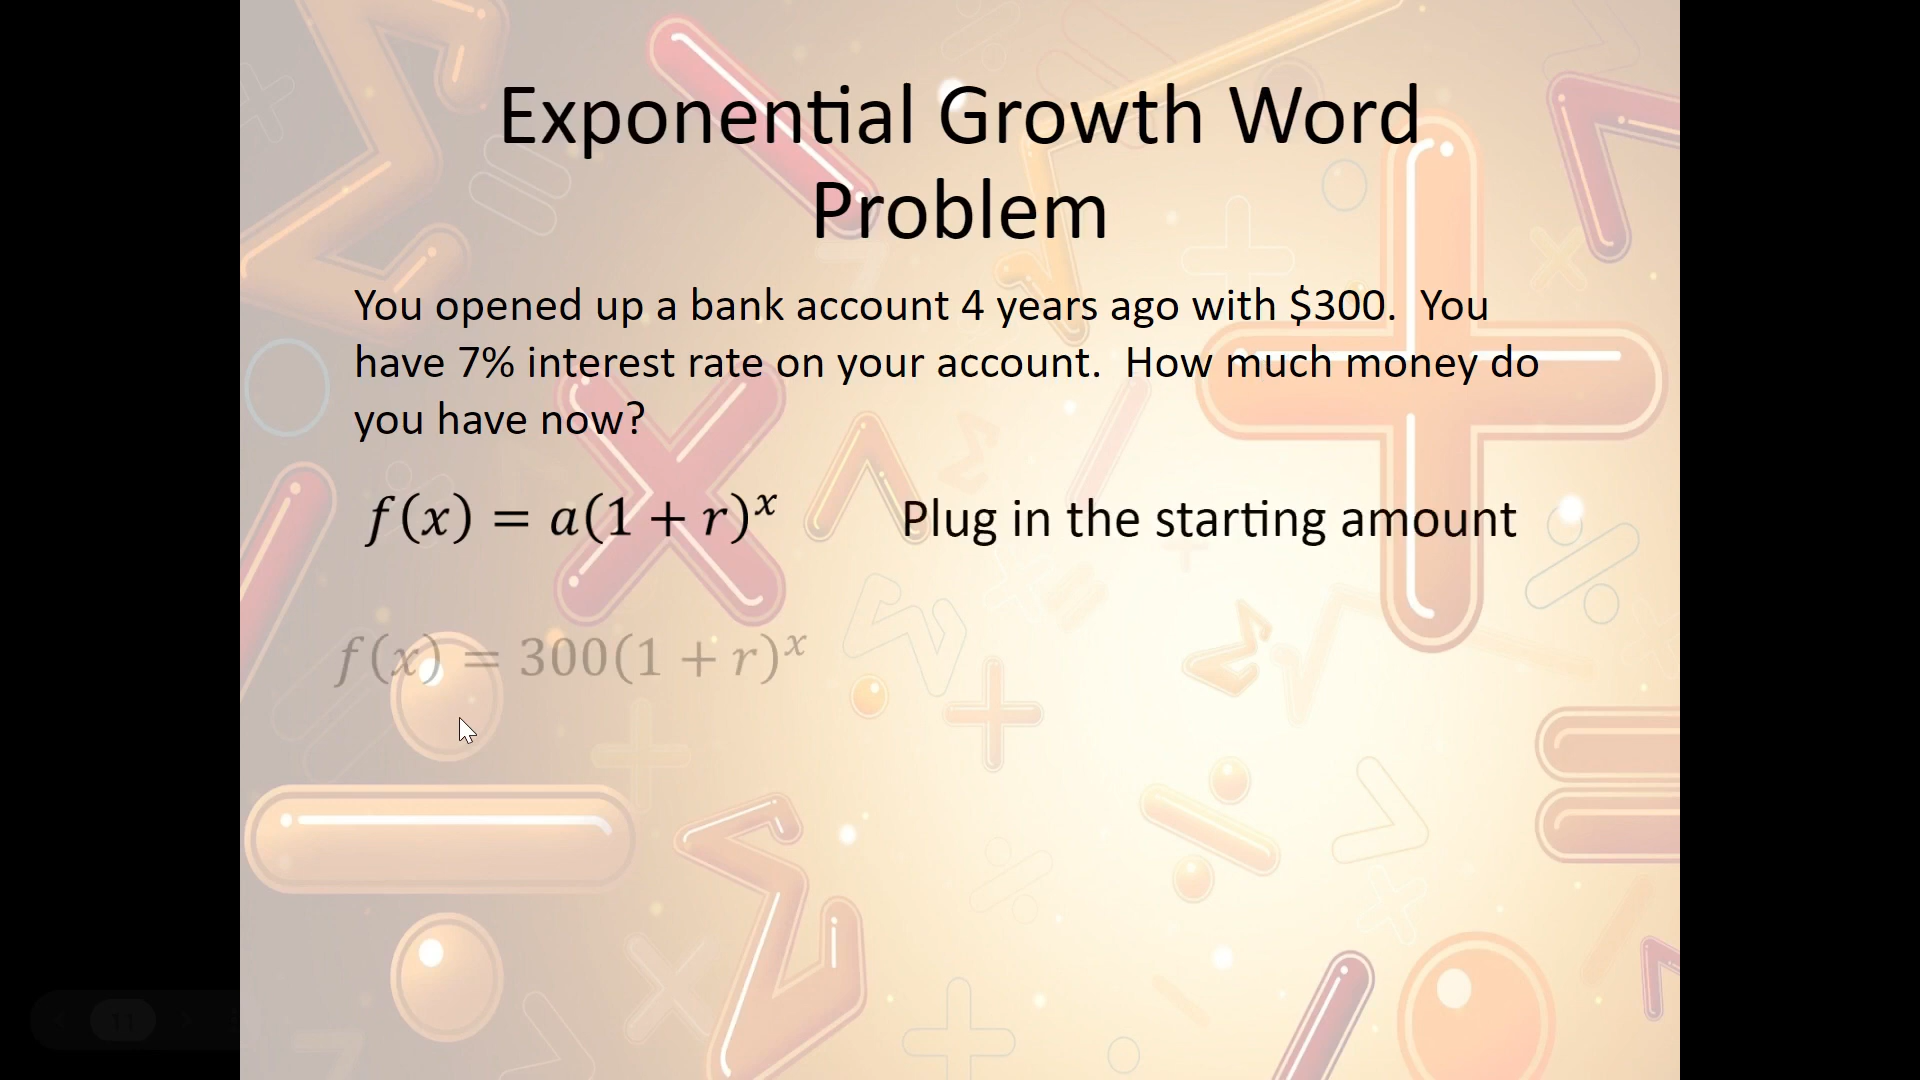 Exponential Growth Word
Problem
You opened up a bank account 4 years ago with $300.  You
have 7% interest rate on your account.  How much money do
you have now?
f(x) = a(1 + r)^x
Plug in the starting amount
f(x) = 300(1 + r)^x
11